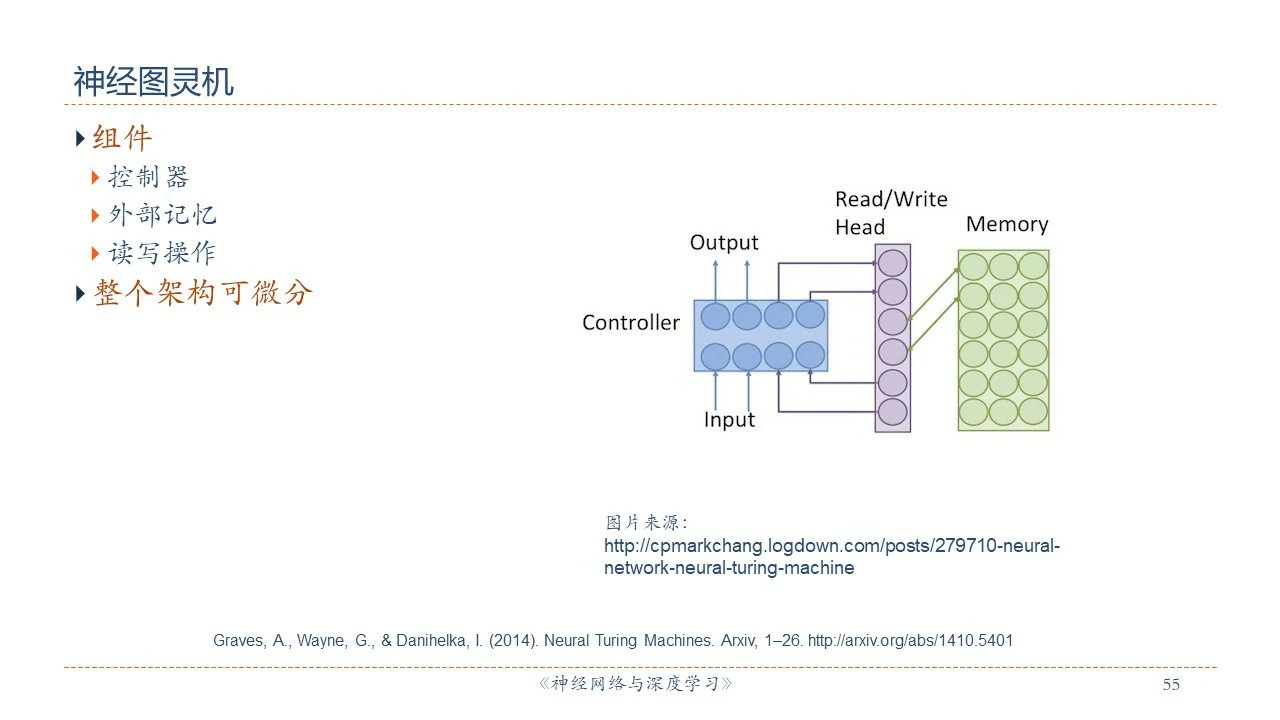 神经图灵机
组件
控制器
外部记忆
读写操作
整个架构可微分
Read/Write
Head
Memory
Output
Controller
Input
图片来源：
http://cpmarkchang.logdown.com/posts/279710-neural-
network-neural-turing-machine
Graves, A., Wayne, G., & Danihelka, I. (2014). Neural Turing Machines. Arxiv, 1–26. http://arxiv.org/abs/1410.5401
《神经网络与深度学习》
55